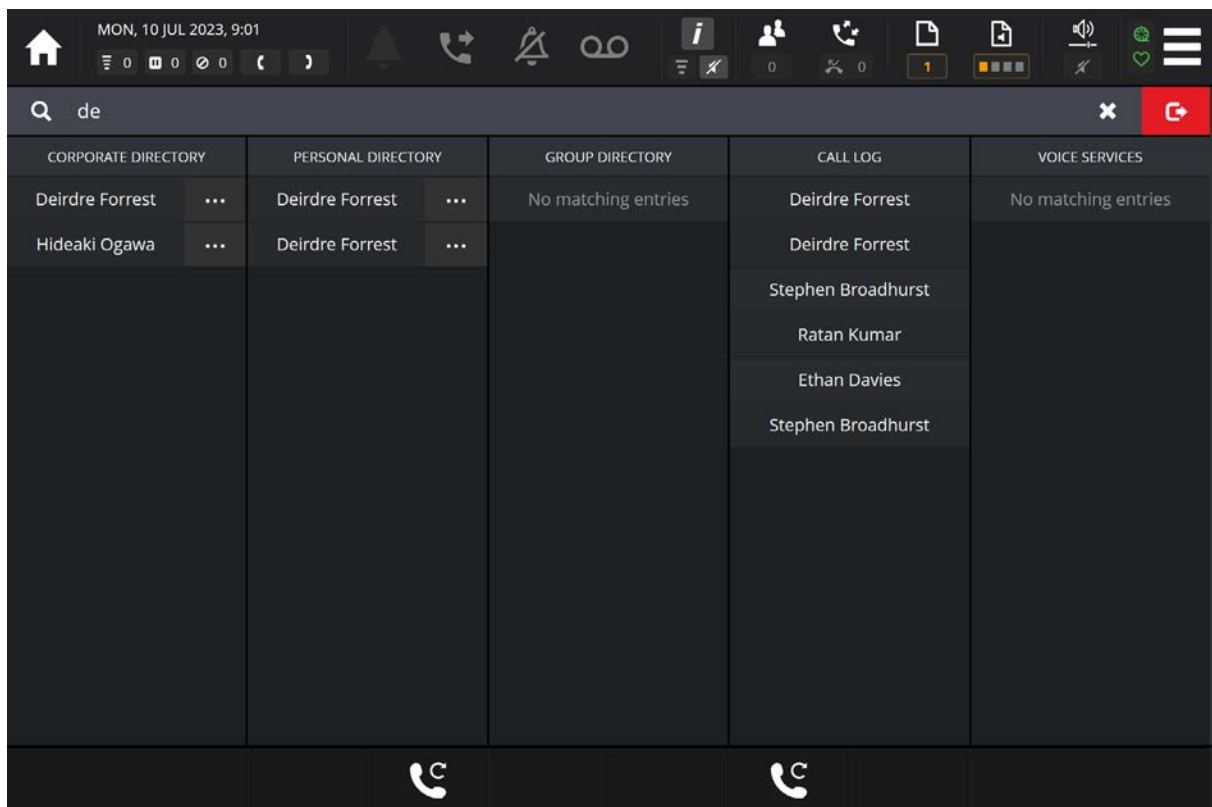 MON, 10 JUL 2023, 9:01
0 0 0
i
0 0 1
de
CORPORATE DIRECTORY PERSONAL DIRECTORY GROUP DIRECTORY CALL LOG VOICE SERVICES
Deirdre Forrest ... Deirdre Forrest ... No matching entries Deirdre Forrest No matching entries
Hideaki Ogawa ... Deirdre Forrest ... Deirdre Forrest
Stephen Broadhurst
Ratan Kumar
Ethan Davies
Stephen Broadhurst